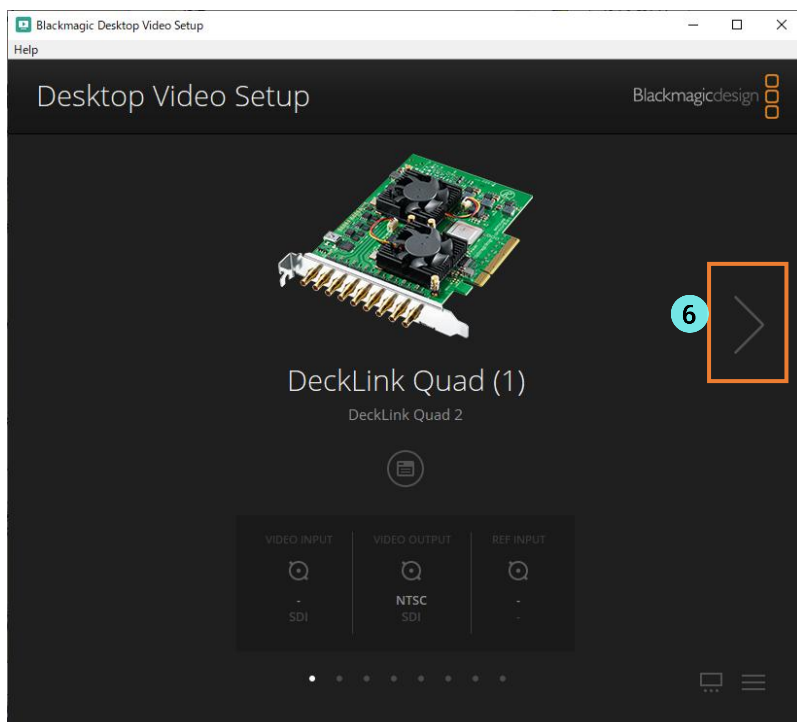 Blackmagic Desktop Video Setup
Help
Desktop Video Setup
Blackmagicdesign
6
DeckLink Quad (1)
DeckLink Quad 2
VIDEO INPUT
VIDEO OUTPUT
REF INPUT
-
NTSC
-
SDI
SDI
-